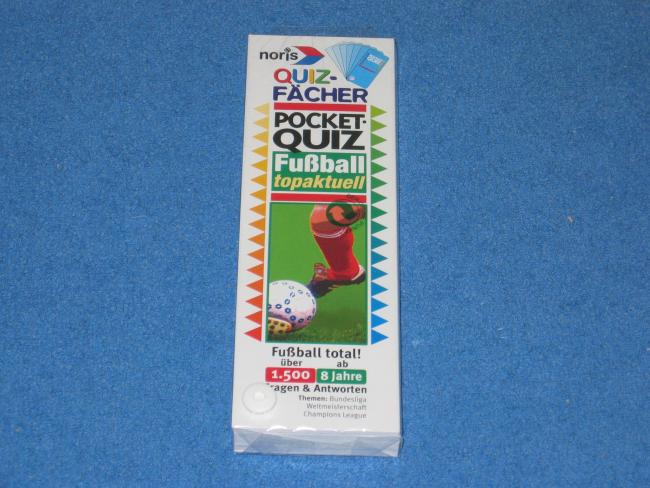 noris
QUIZ-
FÄCHER
POCKET-
QUIZ
Fußball
topaktuell
Fußball total!
über ab
1.500 8 Jahre
Fragen & Antworten
Themen: Bundesliga
Weltmeisterschaft
Champions League